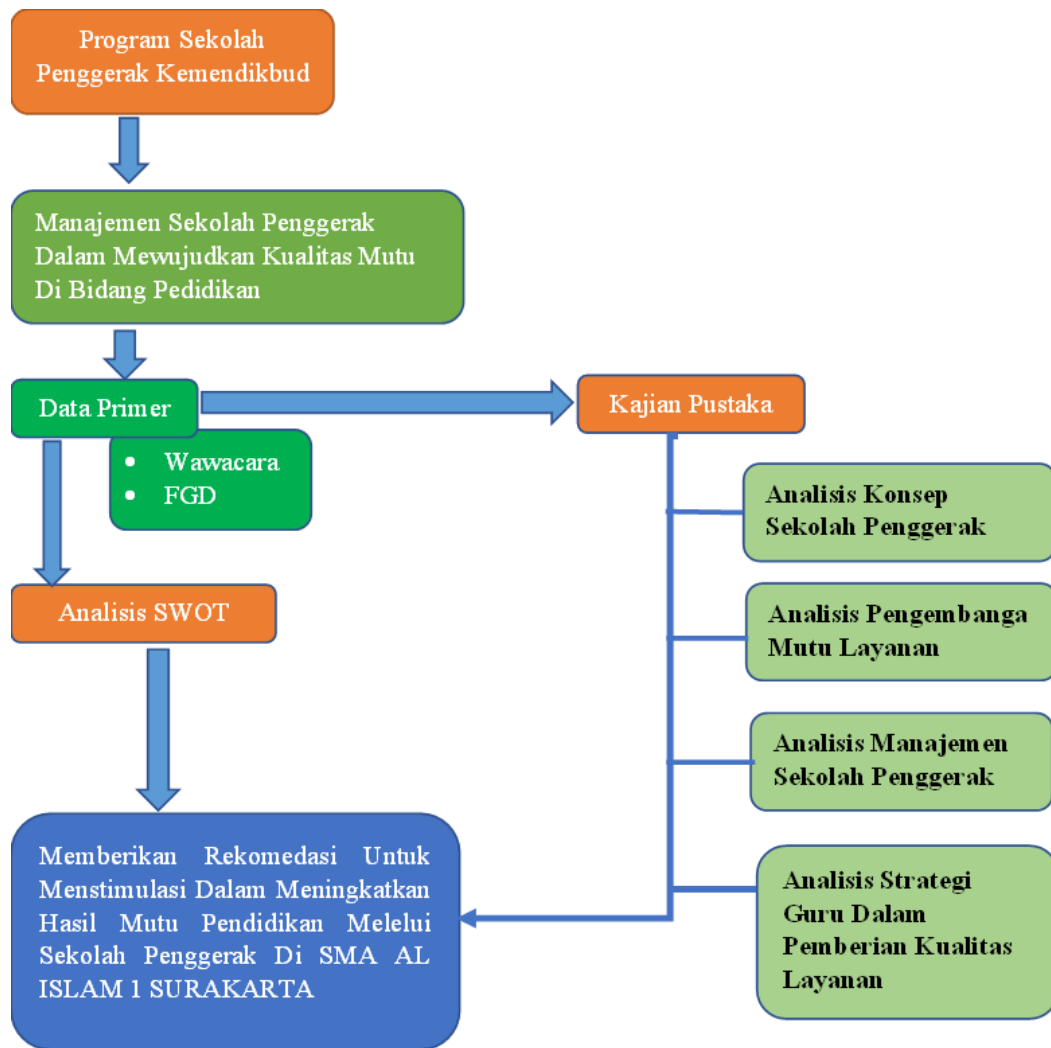 Program Sekolah
Penggerak Kemendikbud
Manajemen Sekolah Penggerak
Dalam Mewujudkan Kualitas Mutu
Di Bidang Pedidikan
Data Primer
• Wawacara
• FGD
Kajian Pustaka
Analisis Konsep
Sekolah Penggerak
Analisis Pengembanga
Mutu Layanan
Analisis Manajemen
Sekolah Penggerak
Analisis Strategi
Guru Dalam
Pemberian Kualitas
Layanan
Analisis SWOT
Memberikan Rekomedasi Untuk
Menstimulasi Dalam Meningkatkan
Hasil Mutu Pendidikan Melelui
Sekolah Penggerak Di SMA AL
ISLAM 1 SURAKARTA